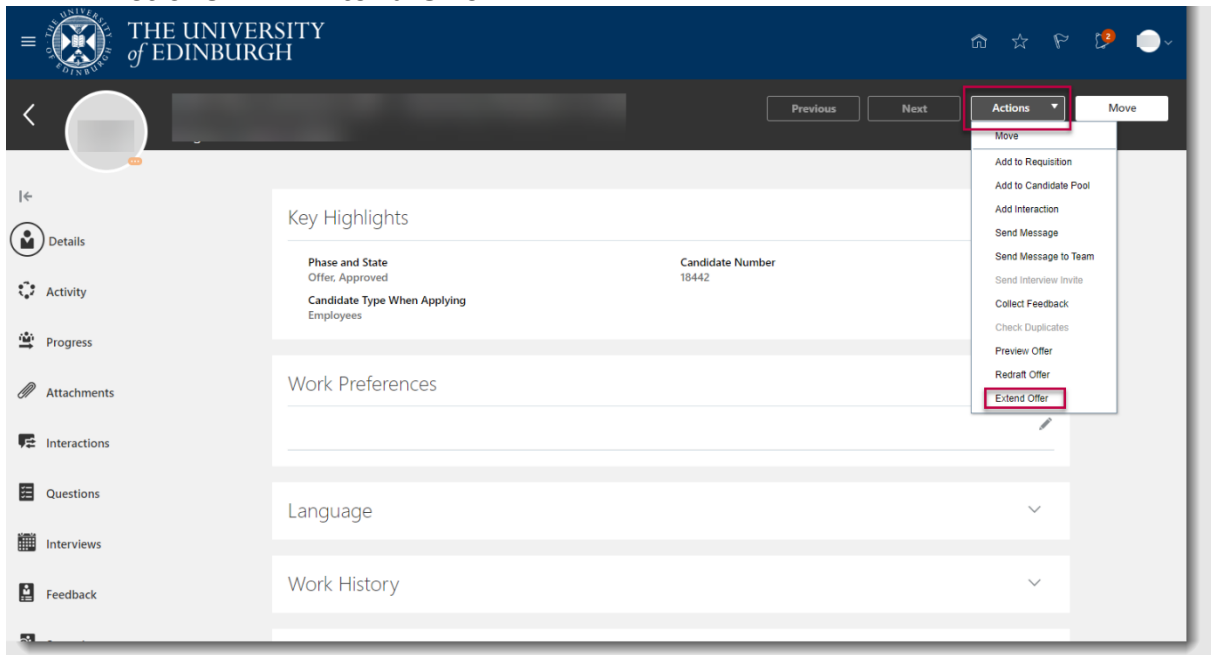 THE UNIVERSITY
of EDINBURGH
2
Previous
Next
Actions
Move
Move
Add to Requisition
Add to Candidate Pool
Add Interaction
Send Message
Send Message to Team
Send Interview Invite
Collect Feedback
Check Duplicates
Preview Offer
Redraft Offer
Extend Offer
Details
Activity
Progress
Attachments
Interactions
Questions
Interviews
Feedback
Key Highlights
Phase and State
Offer, Approved
Candidate Number
18442
Candidate Type When Applying
Employees
Work Preferences
Language
Work History